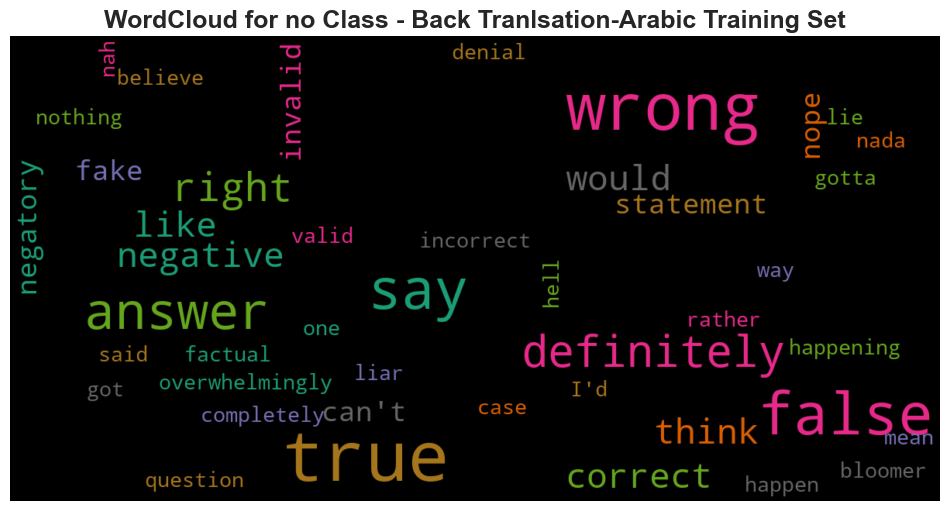 WordCloud for no Class - Back Tranlsation-Arabic Training Set
nah
believe
denial
invalid
wrong
nope
lie
nada
nothing
fake
right
would
gotta
statement
negatory
like
valid
incorrect
negative
way
hell
say
answer
one
rather
definitely
happening
said
factual
liar
got
overwhelmingly
I'd
completely
can't
case
false
think
mean
true
question
correct
happen
bloomer